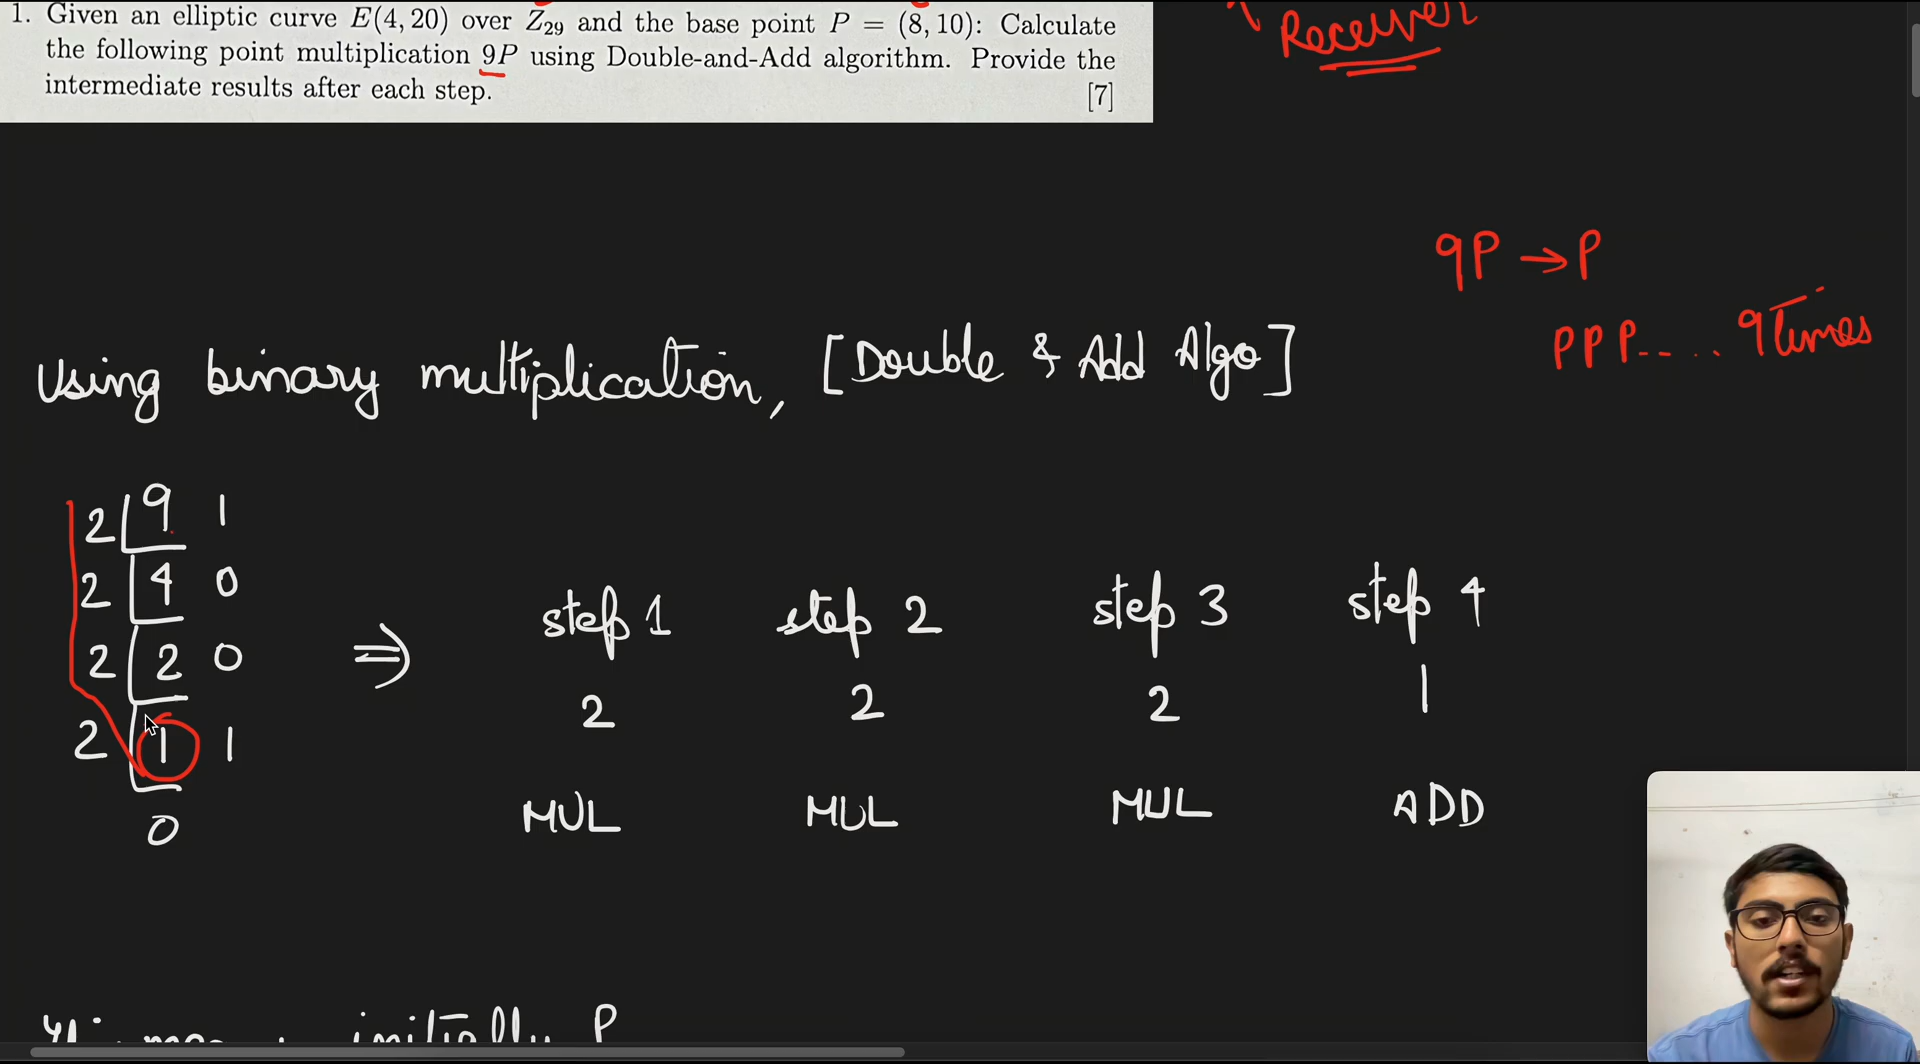 1. Given an elliptic curve E(4, 20) over Z29 and the base point P = (8, 10): Calculate
the following point multiplication 9P using Double-and-Add algorithm. Provide the
intermediate results after each step. [7]
Receiver
9P → P
PPP.... 9 times
Using binary multiplication, [Double & Add Algo]
2 9 1
2 4 0
2 2 0
2 1 1
0
⇒
step 1 step 2 step 3 step 4
2 2 2 1
MUL MUL MUL ADD
initially P